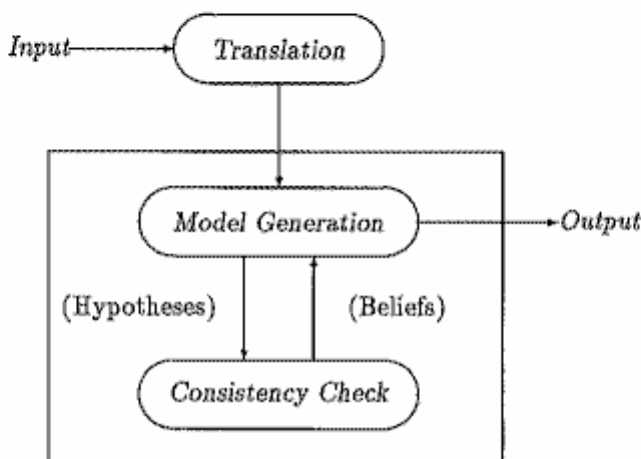 Input
Translation
Model Generation
Output
(Hypotheses)
(Beliefs)
Consistency Check